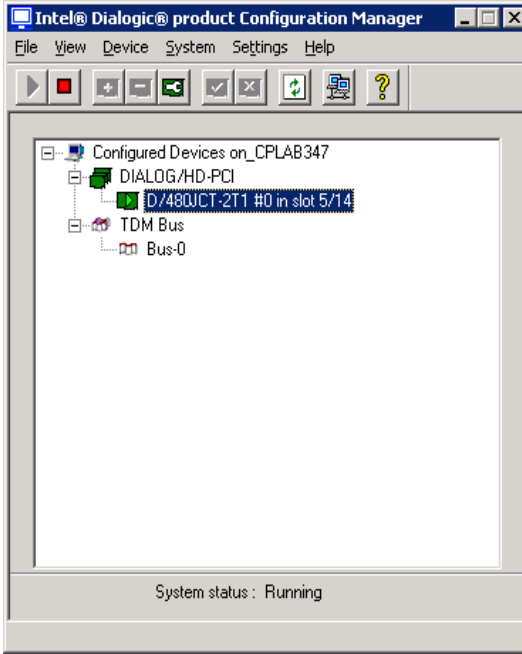 Intel® Dialogic® product Configuration Manager
File View Device System Settings Help
Configured Devices on_CPLAB347
DIALOG/HD-PCI
D/480JCT-2T1 #0 in slot 5/14
TDM Bus
Bus-0
System status : Running